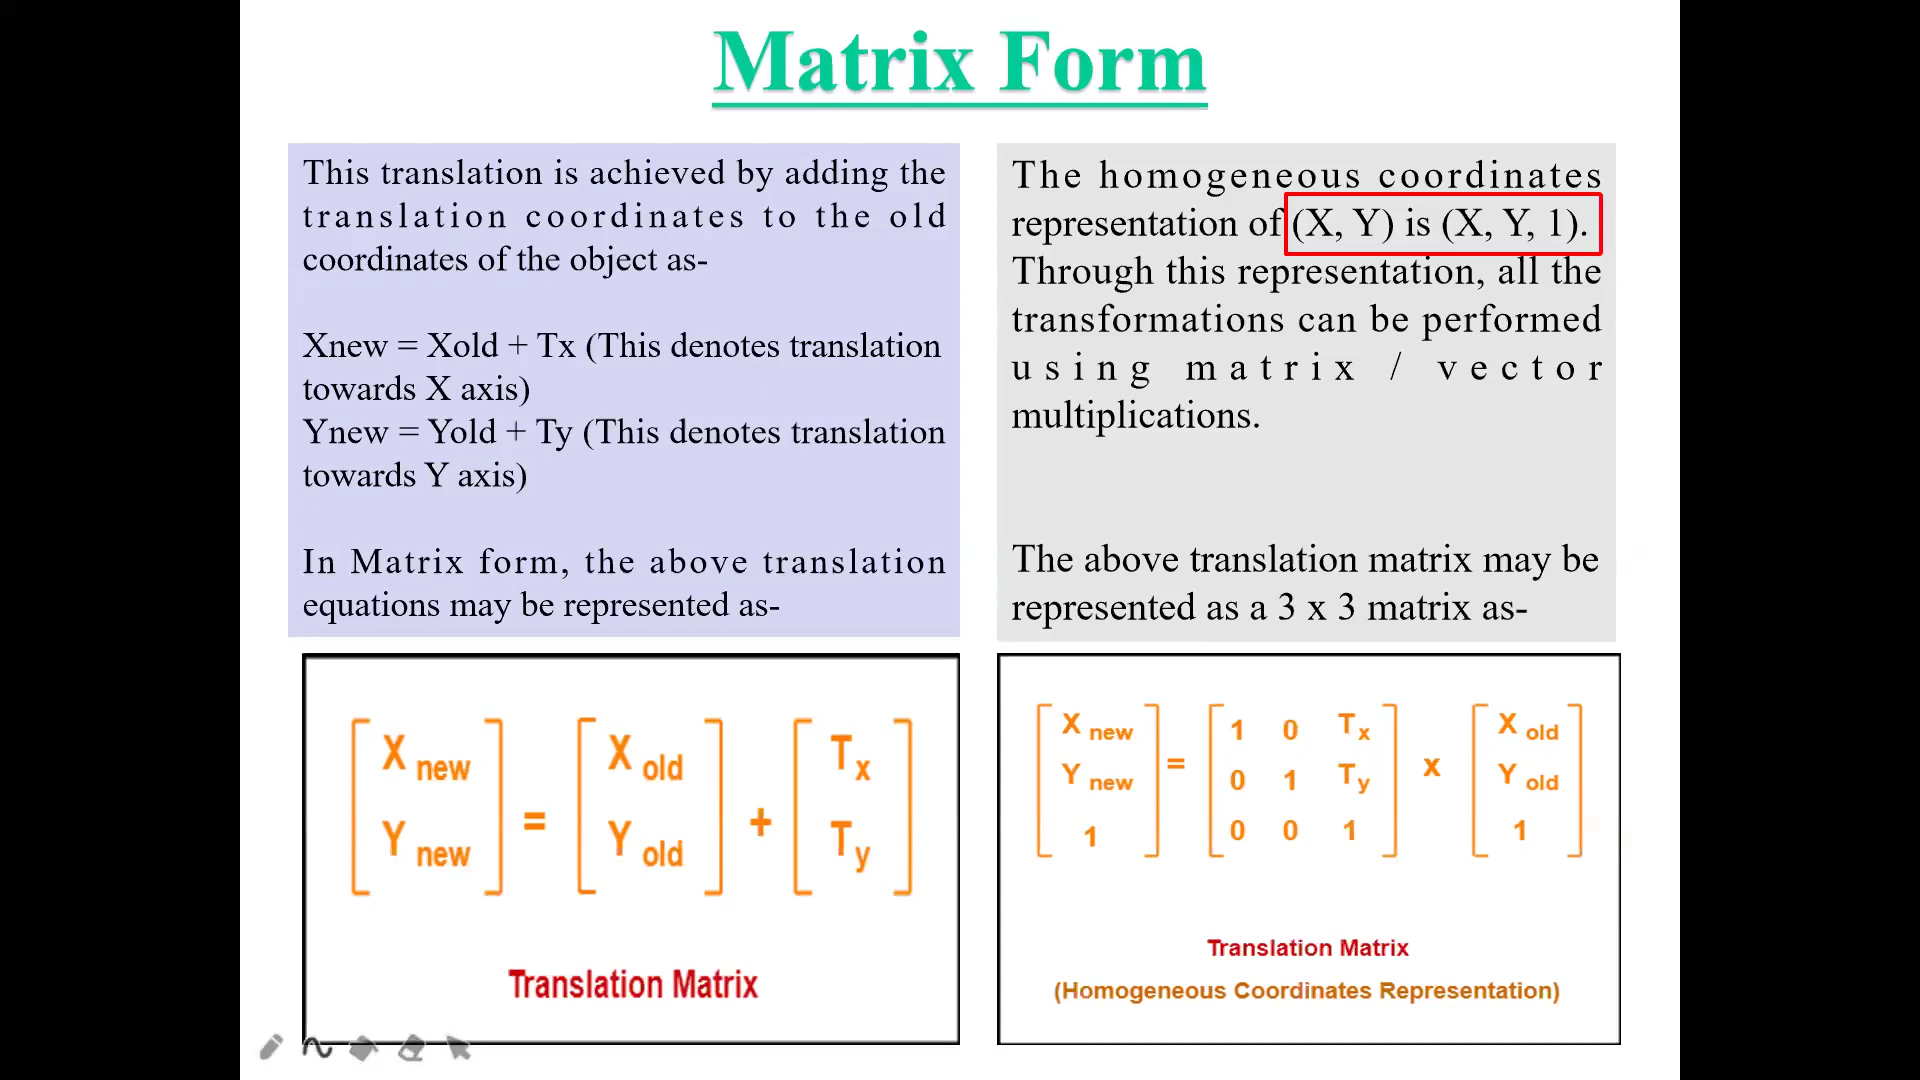 Matrix Form
This translation is achieved by adding the
translation coordinates to the old
coordinates of the object as-
Xnew = Xold + Tx (This denotes translation
towards X axis)
Ynew = Yold + Ty (This denotes translation
towards Y axis)
In Matrix form, the above translation
equations may be represented as-
X new = X old + T x
Y new Y old T y
Translation Matrix
The homogeneous coordinates
representation of (X, Y) is (X, Y, 1).
Through this representation, all the
transformations can be performed
using matrix / vector
multiplications.
The above translation matrix may be
represented as a 3 x 3 matrix as-
X new 1 0 T x X old
Y new = 0 1 T y x Y old
1 0 0 1 1
Translation Matrix
(Homogeneous Coordinates Representation)